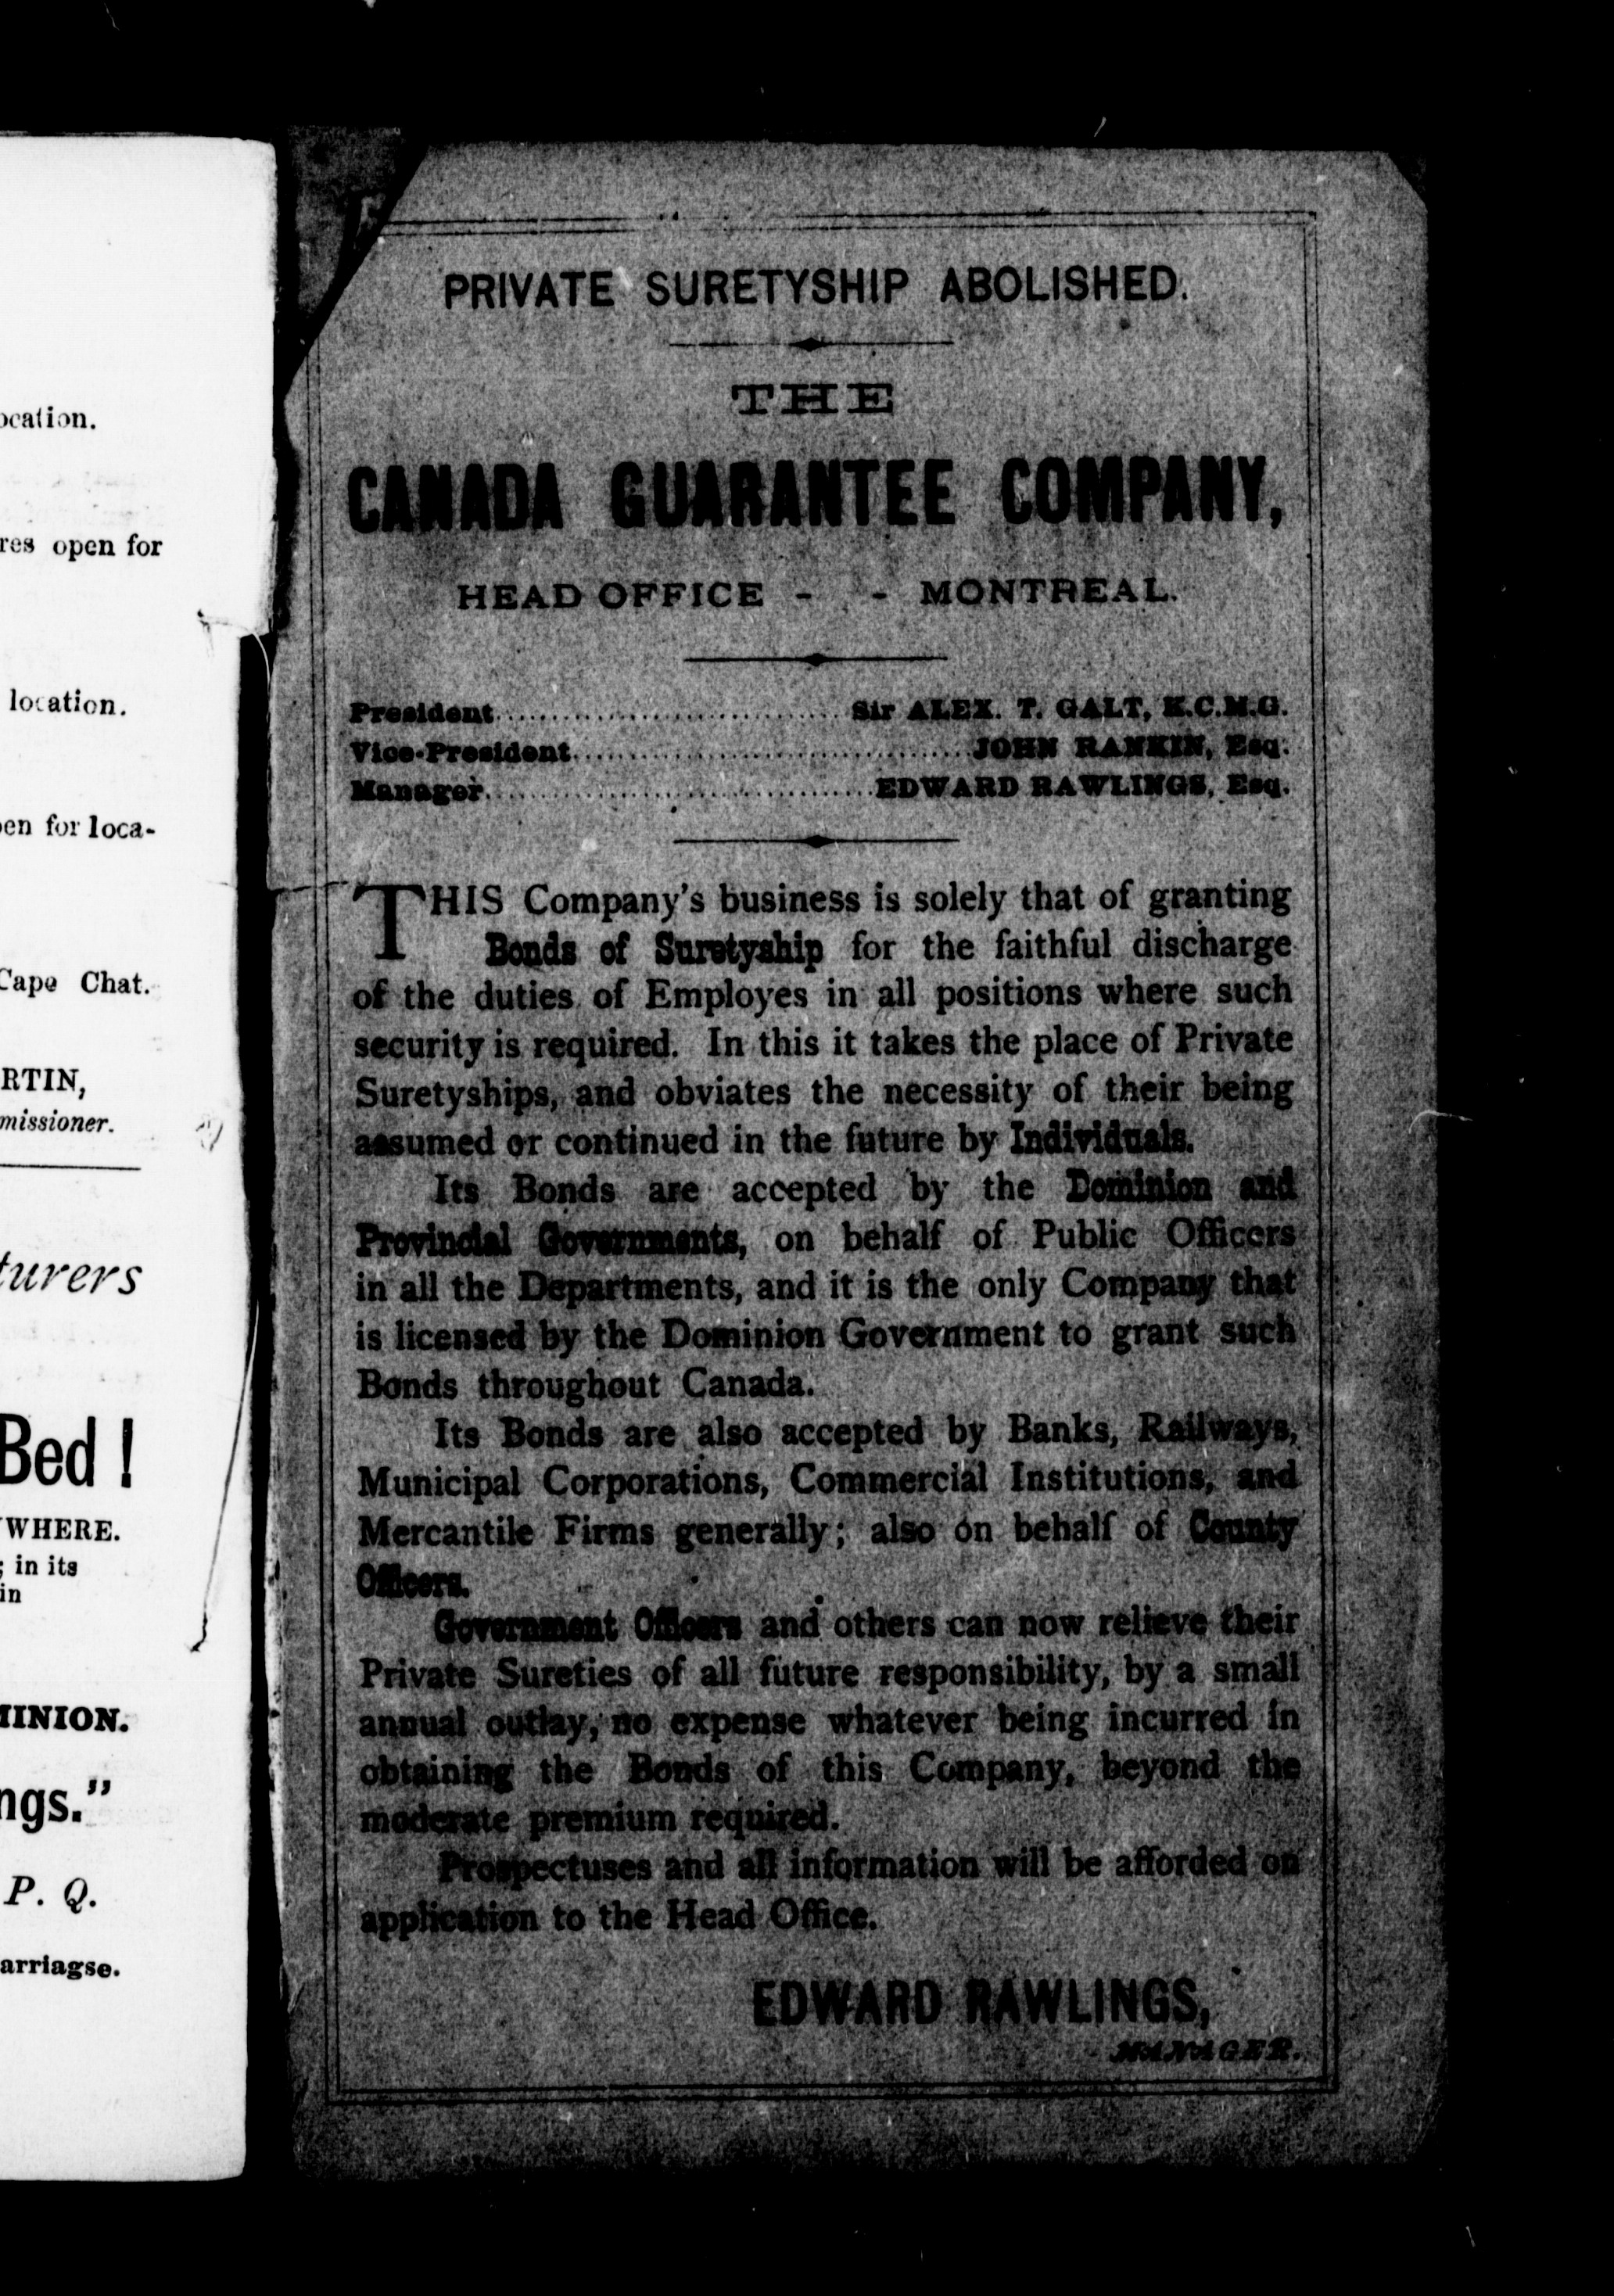 ocation.
res open for
location.
en for loca-
Cape Chat.
RTIN,
missioner.
turers
Bed !
WHERE.
; in its
in
MINION.
ngs."
P. Q.
arriagse.
PRIVATE SURETYSHIP ABOLISHED.
THE
CANADA GUARANTEE COMPANY,
HEAD OFFICE - - MONTREAL.
President.............................Sir ALEX. T. GALT, K.C.M.G.
Vice-President.................................JOHN RANKIN, Esq.
Manager.................................EDWARD RAWLINGS, Esq.
THIS Company's business is solely that of granting
Bonds of Suretyship for the faithful discharge
of the duties of Employes in all positions where such
security is required. In this it takes the place of Private
Suretyships, and obviates the necessity of their being
assumed or continued in the future by Individuals.
Its Bonds are accepted by the Dominion and
Provincial Governments, on behalf of Public Officers
in all the Departments, and it is the only Company that
is licensed by the Dominion Government to grant such
Bonds throughout Canada.
Its Bonds are also accepted by Banks, Railways,
Municipal Corporations, Commercial Institutions, and
Mercantile Firms generally; also on behalf of County
Officers.
Government Officers and others can now relieve their
Private Sureties of all future responsibility, by a small
annual outlay, no expense whatever being incurred in
obtaining the Bonds of this Company, beyond the
moderate premium required.
Prospectuses and all information will be afforded on
application to the Head Office.
EDWARD RAWLINGS,
MANAGER.